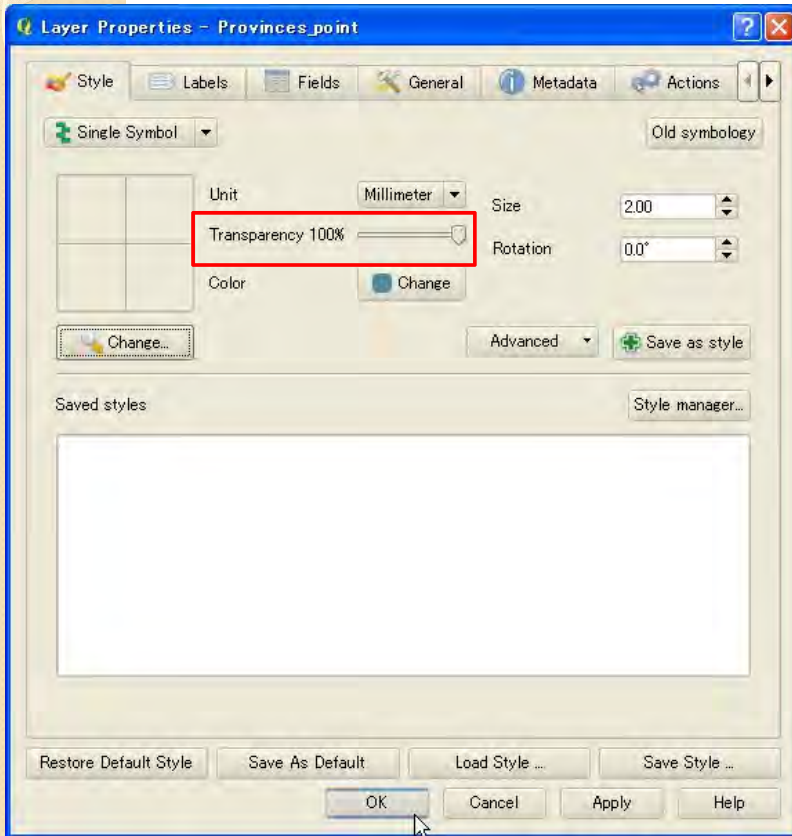 Layer Properties - Provinces_point
Style Labels Fields General Metadata Actions
Single Symbol Old symbology
Unit Millimeter Size 2.00
Transparency 100% Rotation 0.0°
Color Change
Change... Advanced Save as style
Saved styles Style manager...
Restore Default Style Save As Default Load Style ... Save Style ...
OK Cancel Apply Help